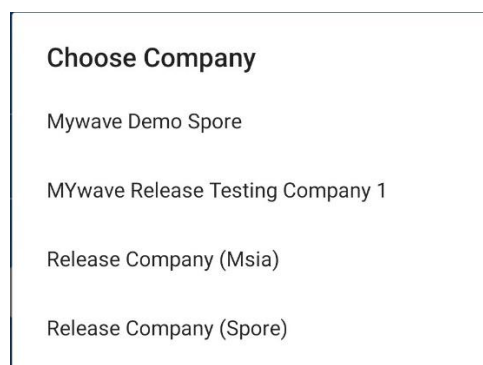 Choose Company
Mywave Demo Spore
MYwave Release Testing Company 1
Release Company (Msia)
Release Company (Spore)